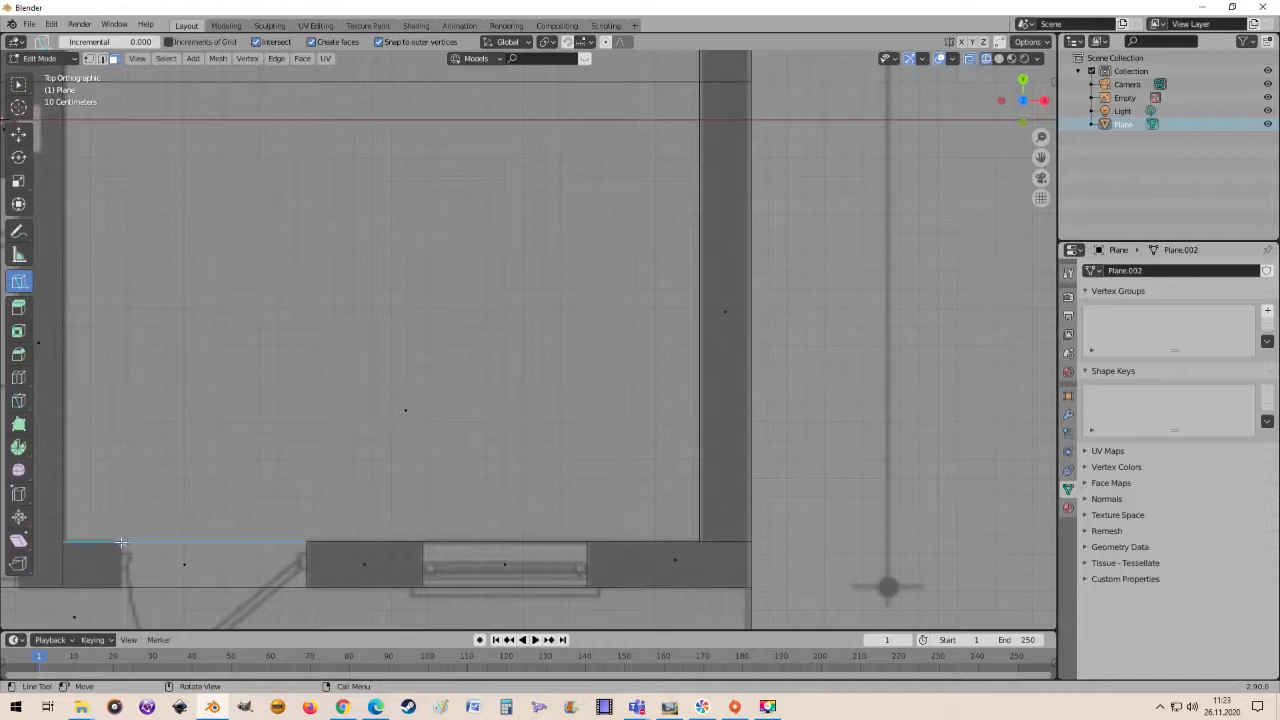 Blender
File Edit Render Window Help Layout Modeling Sculpting UV Editing Texture Paint Shading Animation Rendering Compositing Scripting + Scene View Layer
Incremental 0.000 Increments of Grid Intersect Create faces Snap to outer vertices Global X Y Z Options
Edit Mode View Select Add Mesh Vertex Edge Face UV Models
Top Orthographic
(1) Plane
10 Centimeters
Scene Collection
Collection
Camera
Empty
Light
Plane
Plane Plane.002
Plane.002
Vertex Groups
Shape Keys
UV Maps
Vertex Colors
Face Maps
Normals
Texture Space
Remesh
Geometry Data
Tissue - Tessellate
Custom Properties
Playback Keying View Marker 1 Start 1 End 250
1 10 20 30 40 50 60 70 80 90 100 110 120 130 140 150 160 170 180 190 200 210 220 230 240 250
Line Tool Move Rotate View Call Menu 2.90.0
11:23
26.11.2020